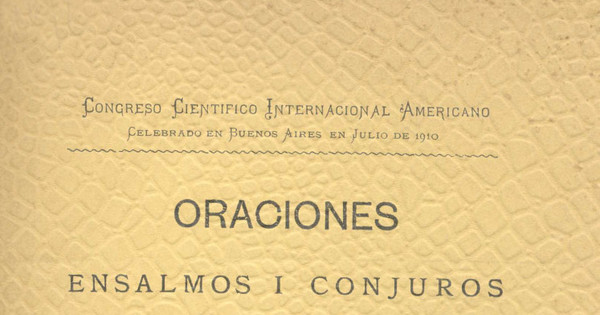 Congreso Cientifico Internacional Americano
Celebrado en Buenos Aires en Julio de 1910
ORACIONES
ENSALMOS I CONJUROS